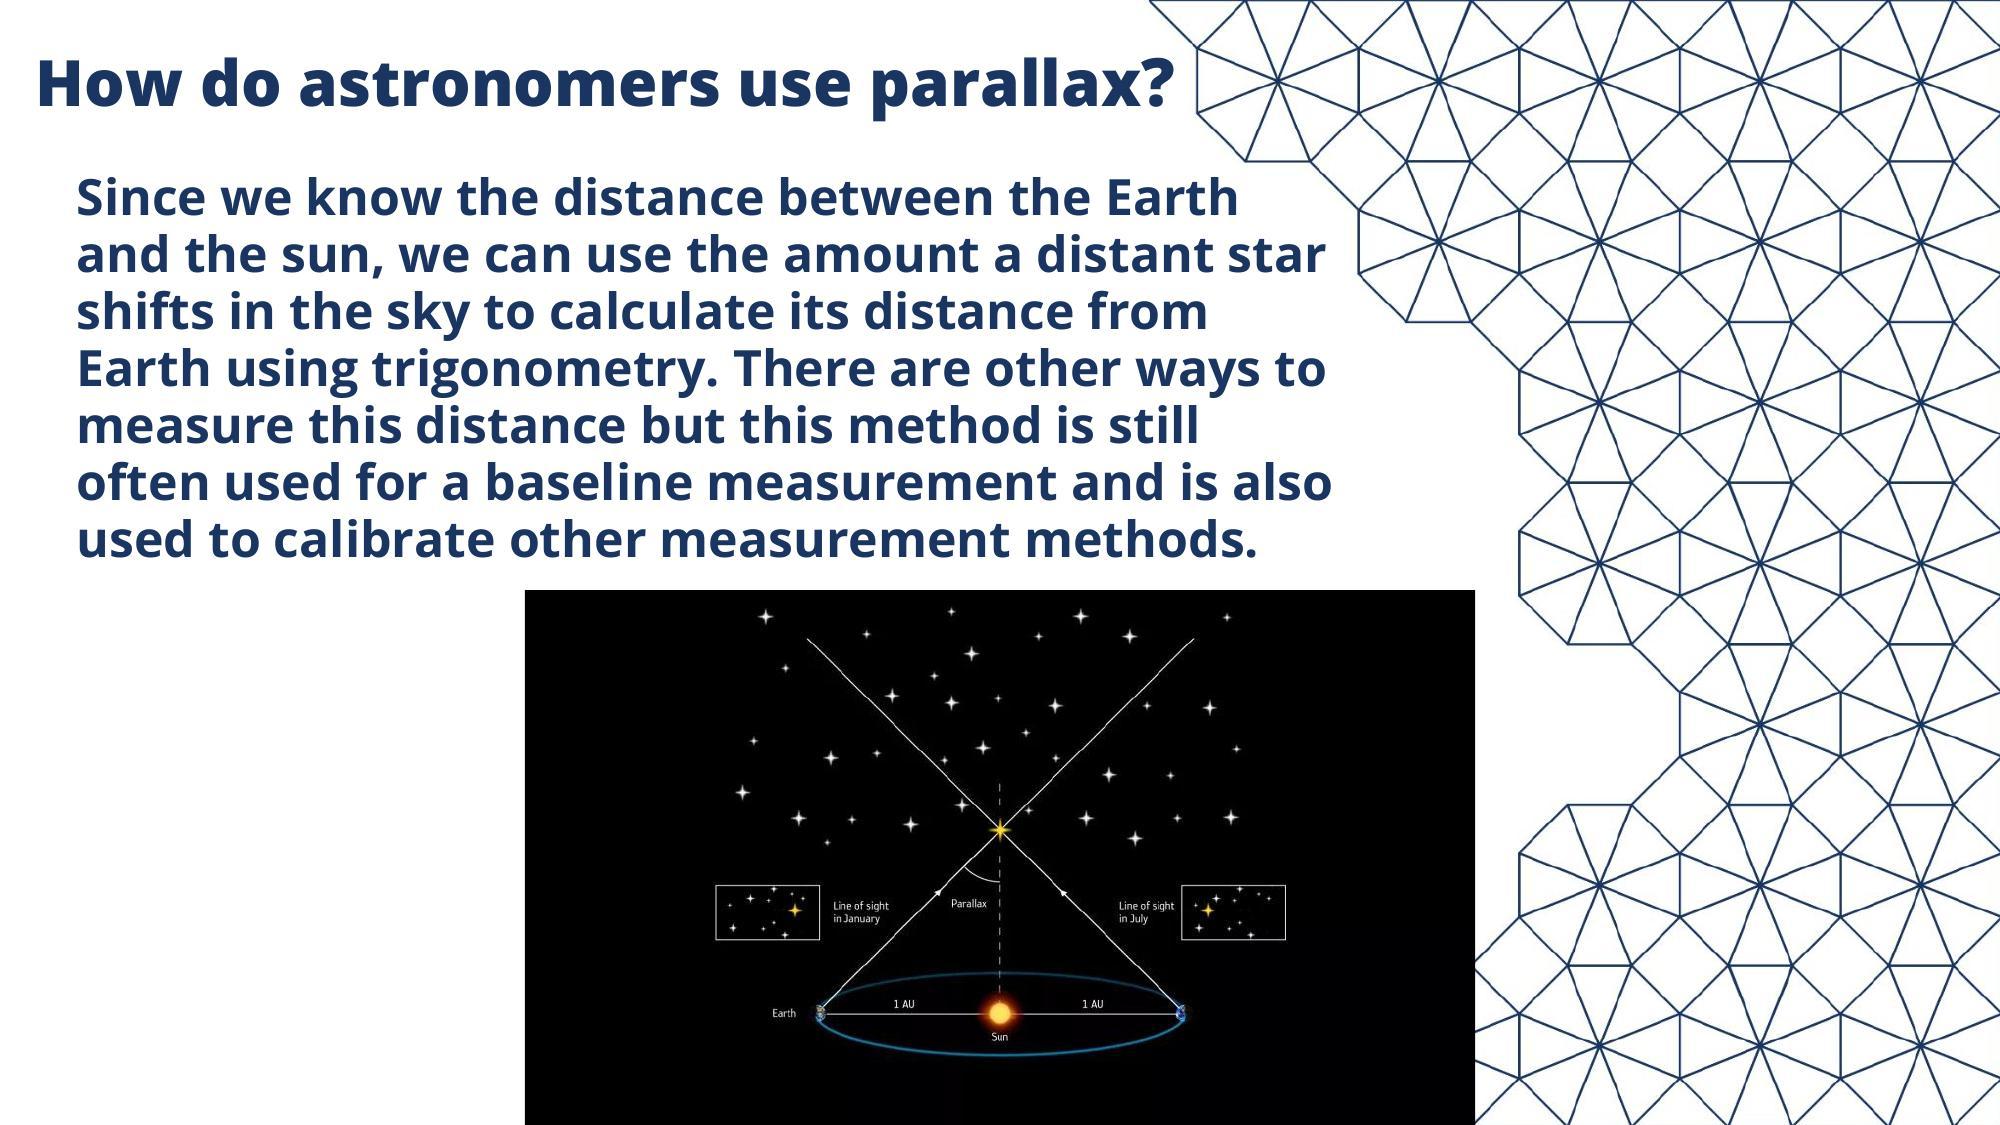 How do astronomers use parallax?
Since we know the distance between the Earth
and the sun, we can use the amount a distant star
shifts in the sky to calculate its distance from
Earth using trigonometry. There are other ways to
measure this distance but this method is still
often used for a baseline measurement and is also
used to calibrate other measurement methods.
Line of sight
in January
Parallax
Line of sight
in July
Earth
1 AU
1 AU
Sun